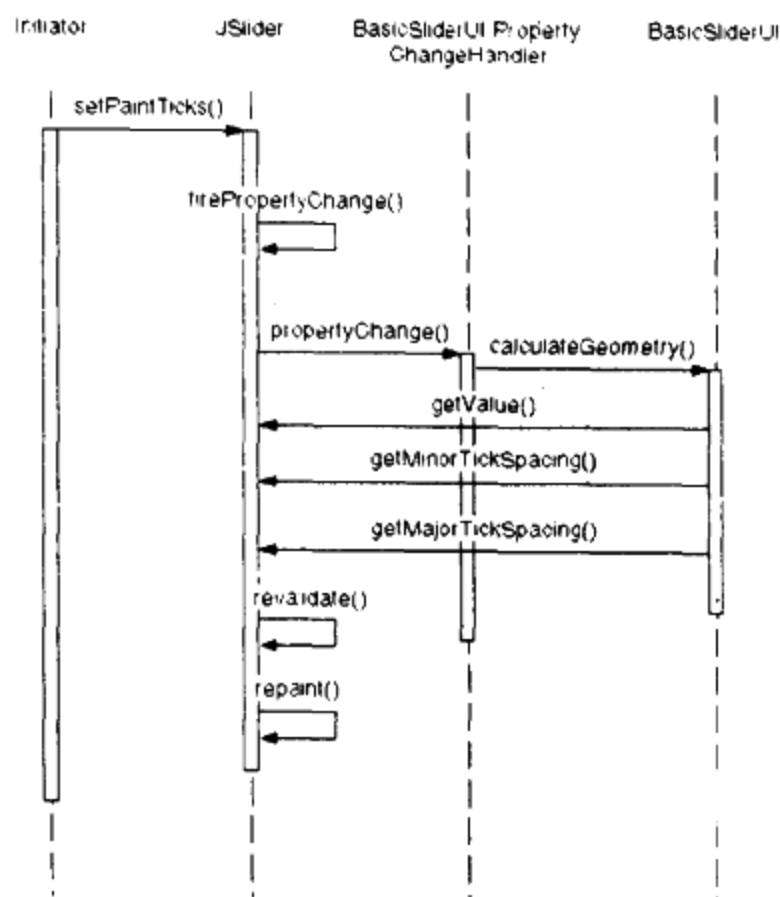 Initiator
JSlider
BasicSliderUI Property
ChangeHandler
BasicSliderUI
setPaintTicks()
firePropertyChange()
propertyChange()
calculateGeometry()
getValue()
getMinorTickSpacing()
getMajorTickSpacing()
revalidate()
repaint()